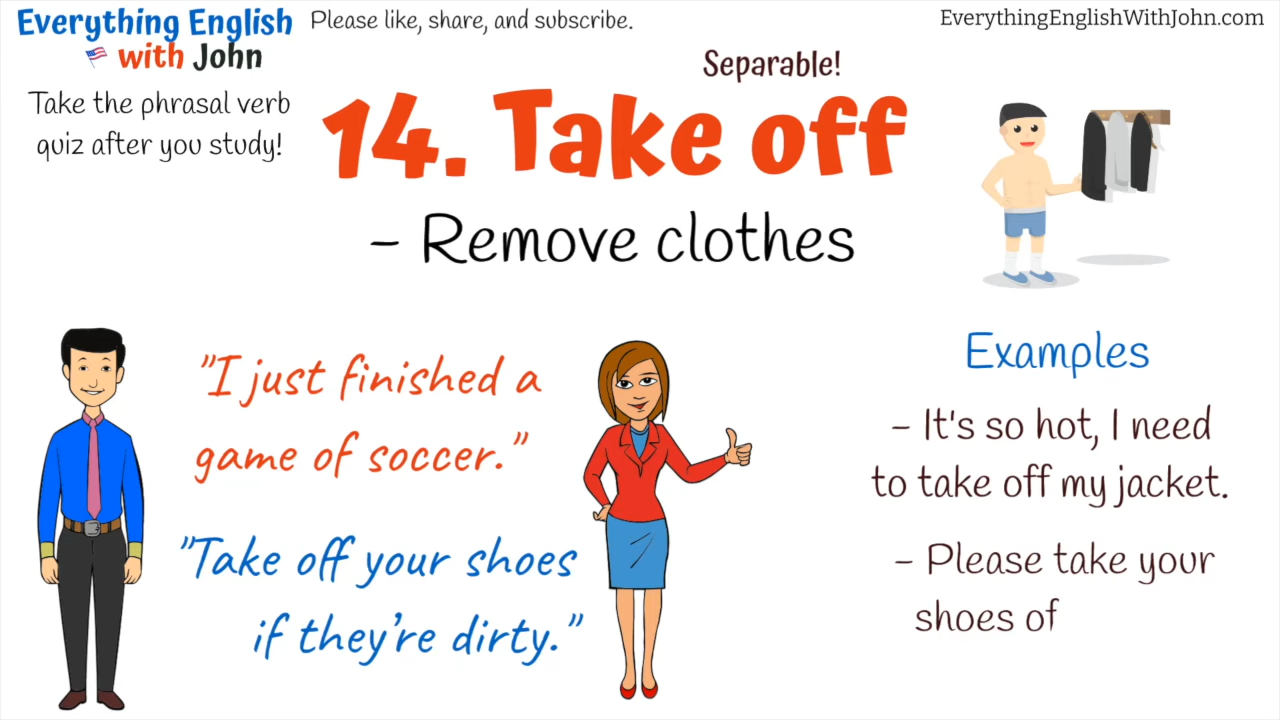 Everything English
with John
Please like, share, and subscribe.
EverythingEnglishWithJohn.com
Take the phrasal verb
quiz after you study!
Separable!
14. Take off
- Remove clothes
"I just finished a
game of soccer."
"Take off your shoes
if they're dirty."
Examples
- It's so hot, I need
to take off my jacket.
- Please take your
shoes of